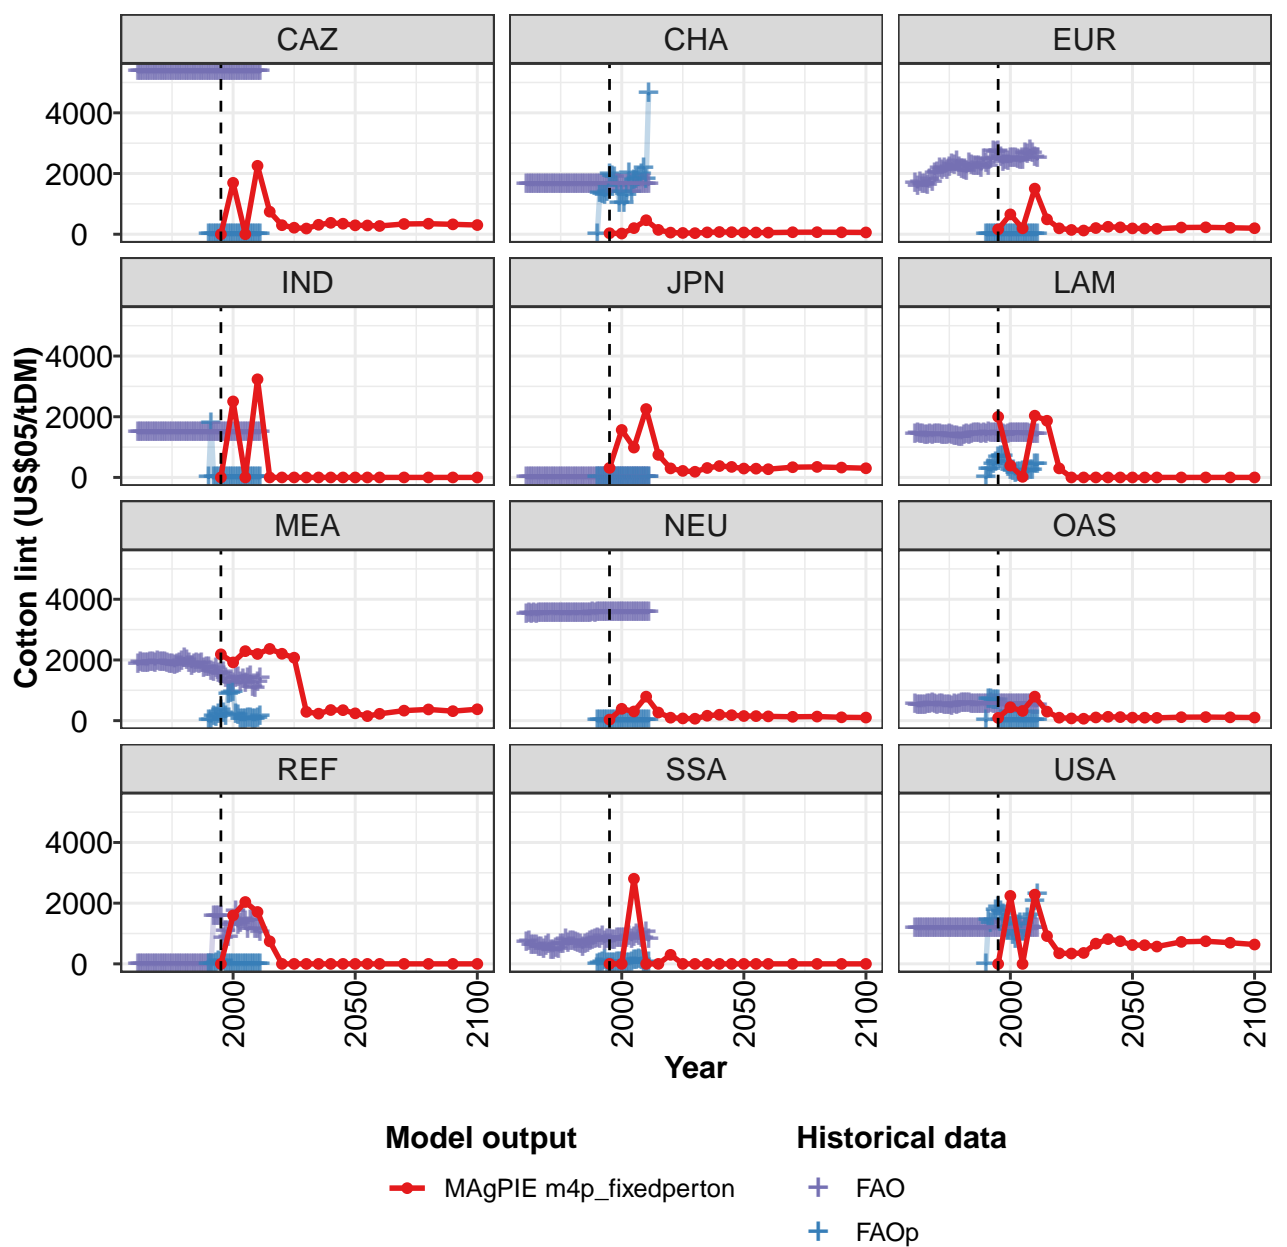 CAZ CHA EUR
4000
2000
0
IND JPN LAM
4000
2000
0
MEA NEU OAS
4000
2000
0
REF SSA USA
4000
2000
0
Cotton lint (US$05/tDM)
2000 2050 2100 2000 2050 2100 2000 2050 2100
Year
Model output Historical data
MAgPIE m4p_fixedperton FAO
FAOp